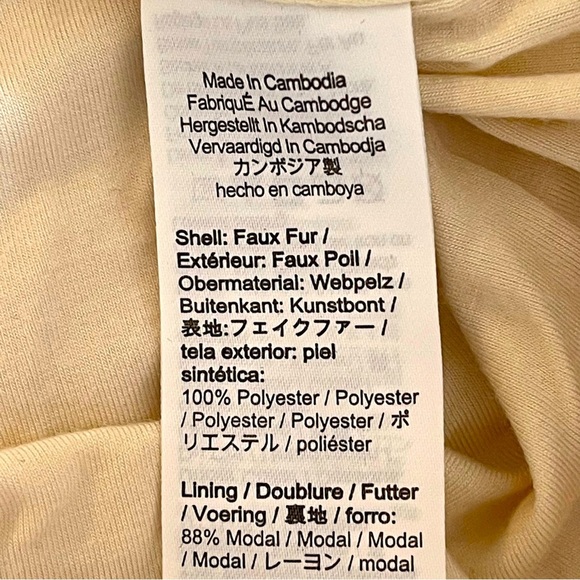 Made In Cambodia
FabriquÉ Au Cambodge
Hergestellt In Kambodscha
Vervaardigd In Cambodja
カンボジア製
hecho en camboya
Shell: Faux Fur /
Extérieur: Faux Poil /
Obermaterial: Webpelz /
Buitenkant: Kunstbont /
表地:フェイクファー /
tela exterior: piel
sintética:
100% Polyester / Polyester
/ Polyester / Polyester / ポ
リエステル / poliéster
Lining / Doublure / Futter
/ Voering / 裏地 / forro:
88% Modal / Modal / Modal
/ Modal / レーヨン / modal